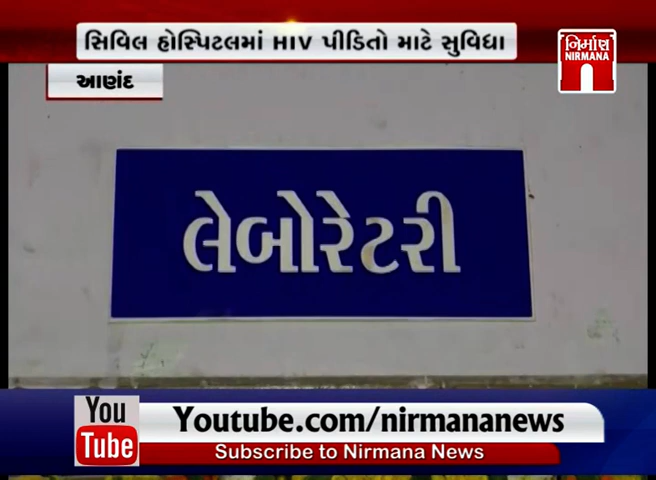 સિવિલ હોસ્પિટલમાં HIV પીડિતો માટે સુવિધા
નિર્માણ
NIRMANA
આણંદ
લેબોરેટરી
You
Tube
Youtube.com/nirmananews
Subscribe to Nirmana News